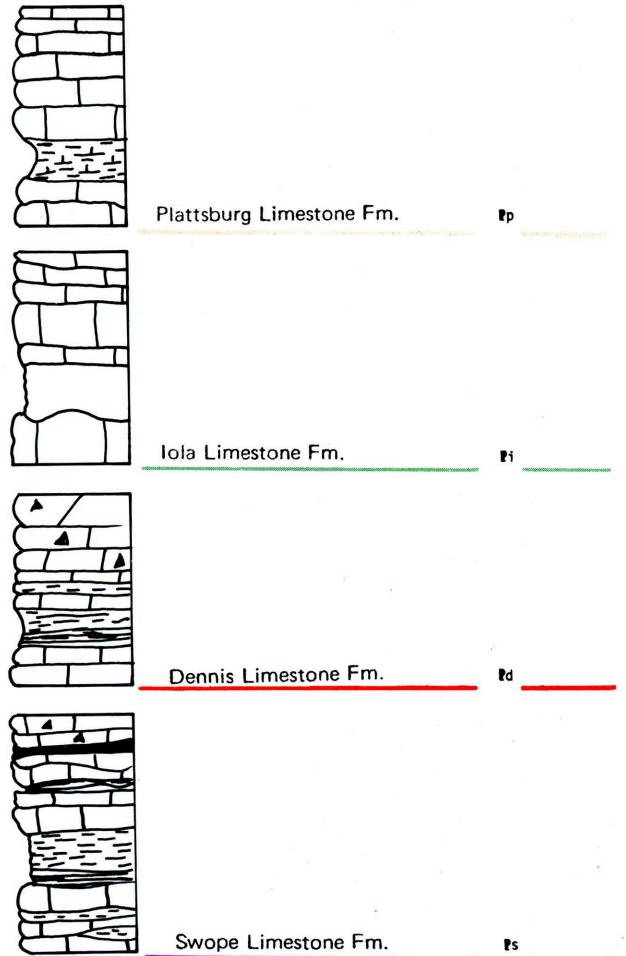 Plattsburg Limestone Fm. ℙp
Iola Limestone Fm. ℙi
Dennis Limestone Fm. ℙd
Swope Limestone Fm. ℙs